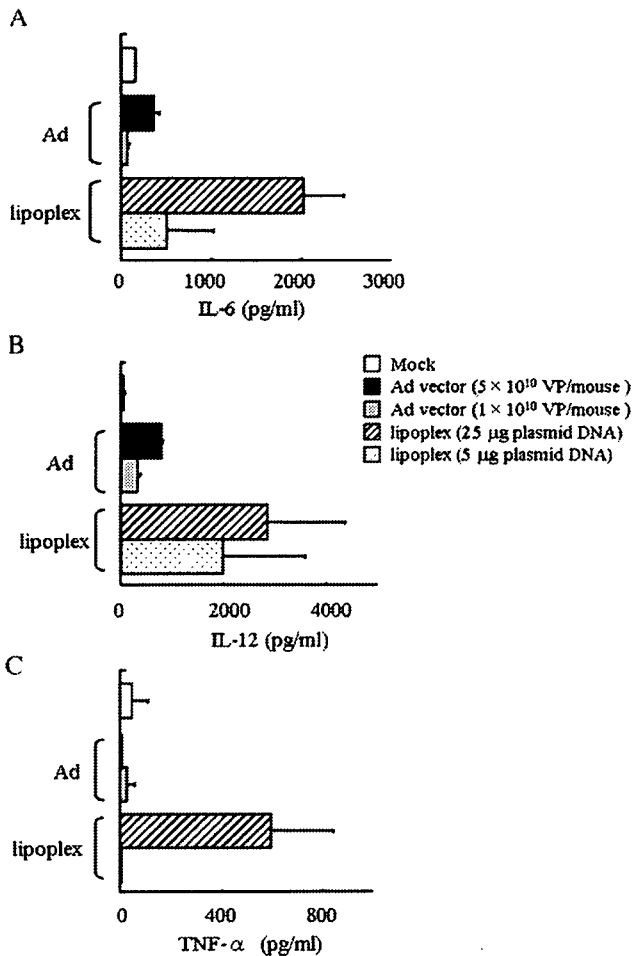 A
Ad
lipoplex
0 1000 2000 3000
IL-6 (pg/ml)
B
Mock
Ad vector (5 × 10¹⁰ VP/mouse )
Ad vector (1 × 10¹⁰ VP/mouse )
lipoplex (25 μg plasmid DNA)
lipoplex (5 μg plasmid DNA)
Ad
lipoplex
0 2000 4000
IL-12 (pg/ml)
C
Ad
lipoplex
0 400 800
TNF-α (pg/ml)